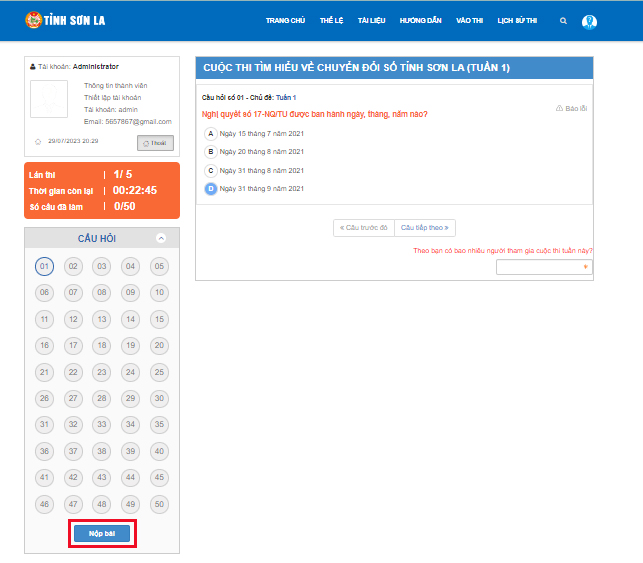 TỈNH SƠN LA
TRANG CHỦ THỂ LỆ TÀI LIỆU HƯỚNG DẪN VÀO THI LỊCH SỬ THI
Tài khoản: Administrator
Thông tin thành viên
Thiết lập tài khoản
Tài khoản: admin
Email: 5657867@gmail.com
29/07/2023 20:29 Thoát
Lần thi | 1/ 5
Thời gian còn lại | 00:22:45
Số câu đã làm | 0/50
CÂU HỎI
01 02 03 04 05
06 07 08 09 10
11 12 13 14 15
16 17 18 19 20
21 22 23 24 25
26 27 28 29 30
31 32 33 34 35
36 37 38 39 40
41 42 43 44 45
46 47 48 49 50
Nộp bài
CUỘC THI TÌM HIỂU VỀ CHUYỂN ĐỔI SỐ TỈNH SƠN LA (TUẦN 1)
Câu hỏi số 01 - Chủ đề: Tuần 1
Báo lỗi
Nghị quyết số 17-NQ/TU được ban hành ngày, tháng, năm nào?
A Ngày 15 tháng 7 năm 2021
B Ngày 20 tháng 8 năm 2021
C Ngày 31 tháng 8 năm 2021
D Ngày 31 tháng 9 năm 2021
« Câu trước đó Câu tiếp theo »
Theo bạn có bao nhiêu người tham gia cuộc thi tuần này?
*